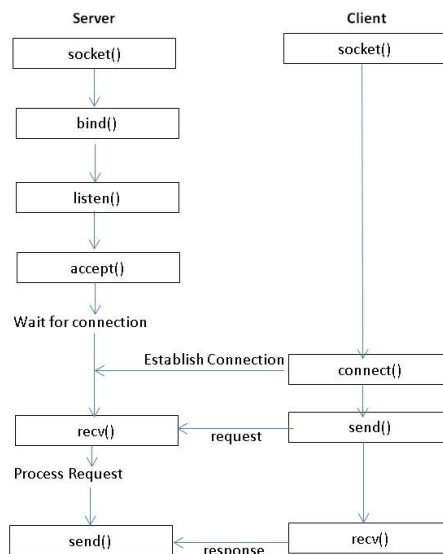 Server Client
socket() socket()
bind()
listen()
accept()
Wait for connection
Establish Connection connect()
recv() request send()
Process Request
send() response recv()